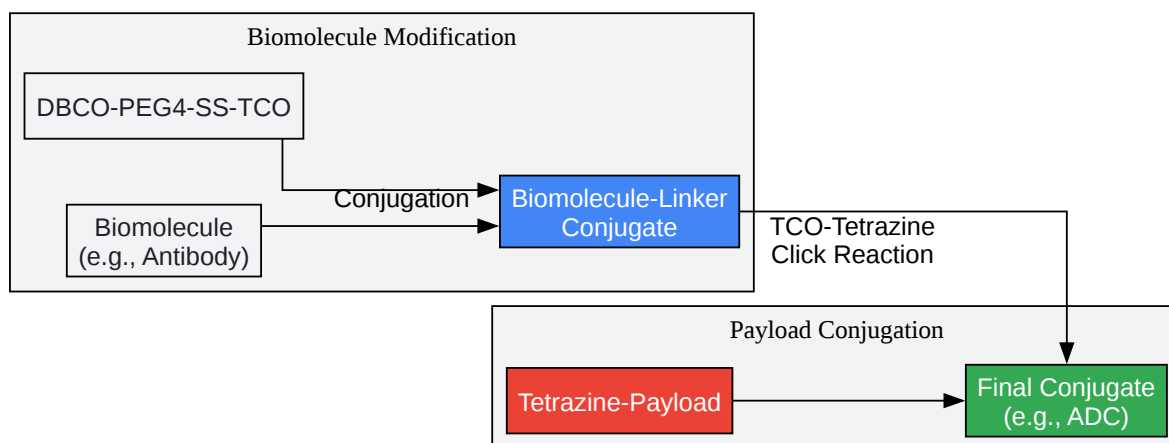 Biomolecule Modification
DBCO-PEG4-SS-TCO
Conjugation
Biomolecule
(e.g., Antibody)
Biomolecule-Linker
Conjugate
TCO-Tetrazine
Click Reaction
Payload Conjugation
Tetrazine-Payload
Final Conjugate
(e.g., ADC)